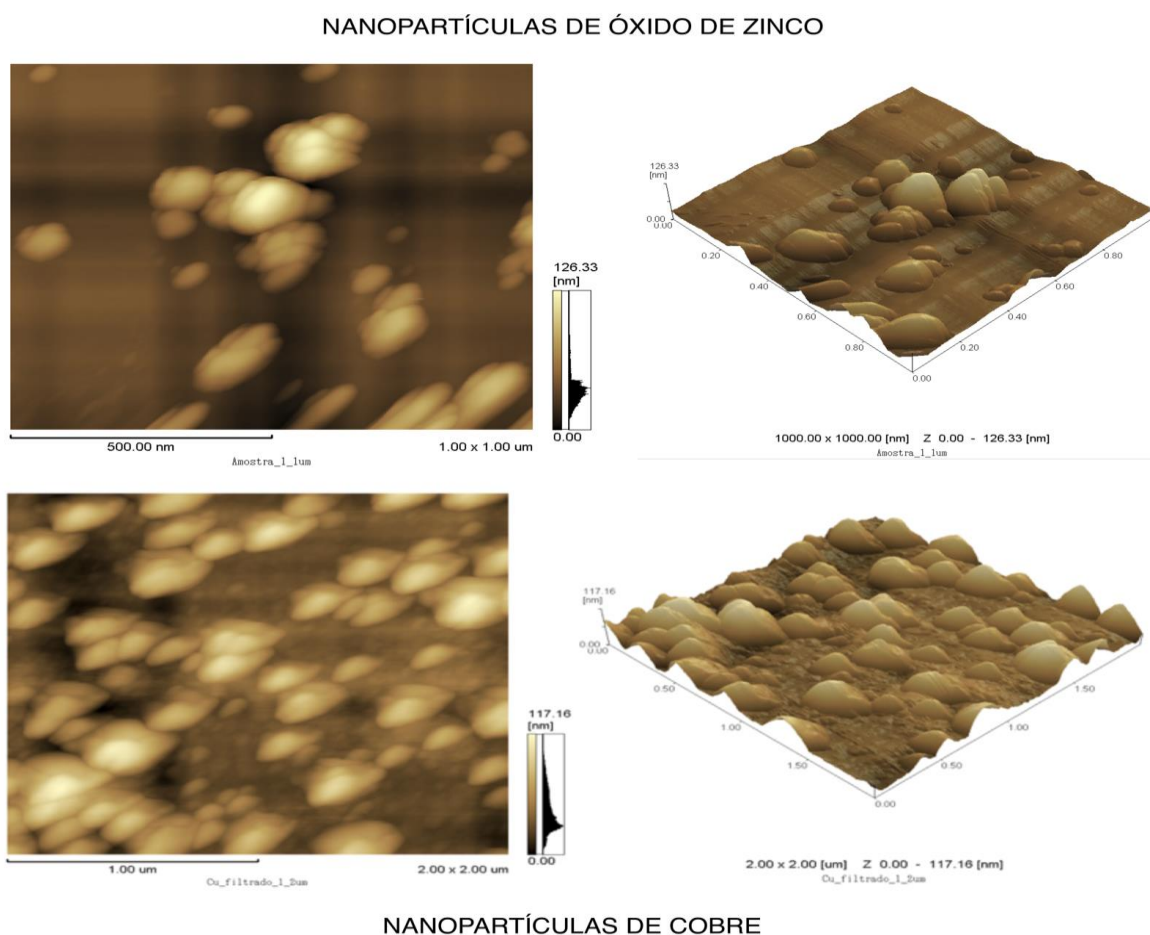 NANOPARTÍCULAS DE ÓXIDO DE ZINCO
126.33
[nm]
0.00
500.00 nm
1.00 x 1.00 um
Amostra_1_1um
126.33
[nm]
0.00
0.00
0.20
0.40
0.60
0.80
0.80
0.60
0.40
0.20
0.00
1000.00 x 1000.00 [nm] Z 0.00 - 126.33 [nm]
Amostra_1_1um
117.16
[nm]
0.00
1.00 um
2.00 x 2.00 um
Cu_filtrado_1_2um
117.16
[nm]
0.00
0.00
0.50
1.00
1.50
1.50
1.00
0.50
0.00
2.00 x 2.00 [um] Z 0.00 - 117.16 [nm]
Cu_filtrado_1_2um
NANOPARTÍCULAS DE COBRE